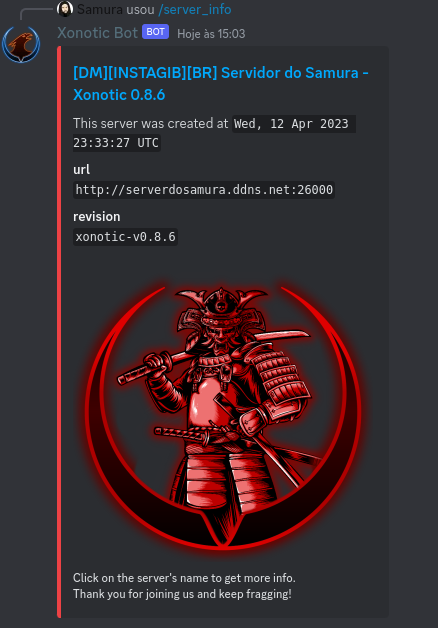 Samura usou /server_info
Xonotic Bot BOT Hoje às 15:03
[DM][INSTAGIB][BR] Servidor do Samura -
Xonotic 0.8.6
This server was created at Wed, 12 Apr 2023
23:33:27 UTC
url
http://serverdosamura.ddns.net:26000
revision
xonotic-v0.8.6
Click on the server's name to get more info.
Thank you for joining us and keep fragging!